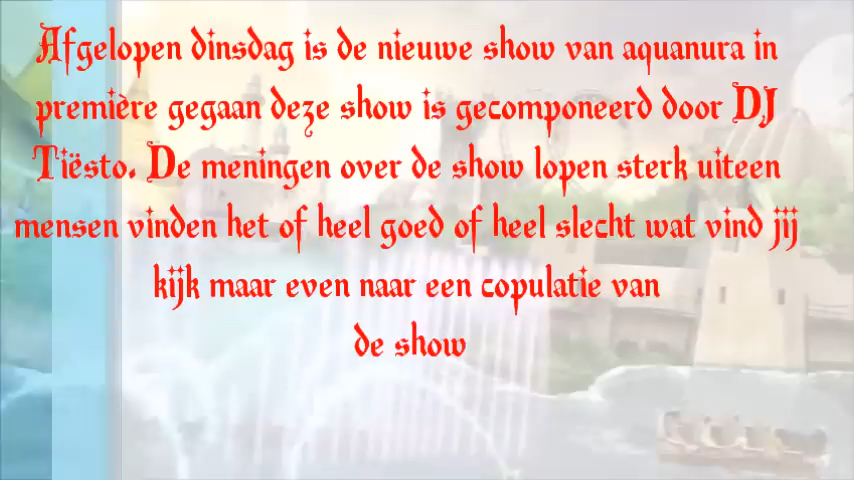 Afgelopen dinsdag is de nieuwe show van aquanura in
première gegaan deze show is gecomponeerd door DJ
Tiësto. De meningen over de show lopen sterk uiteen
mensen vinden het of heel goed of heel slecht wat vind jij
kijk maar even naar een copulatie van
de show